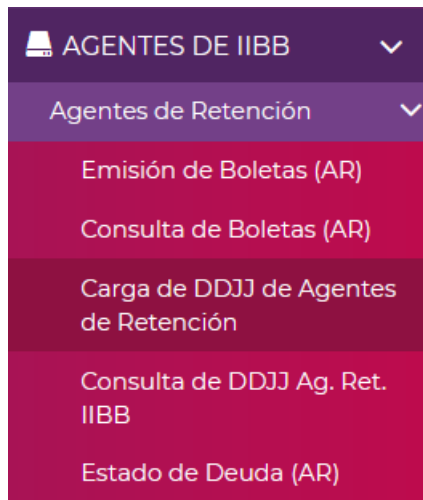 AGENTES DE IIBB
Agentes de Retención
Emisión de Boletas (AR)
Consulta de Boletas (AR)
Carga de DDJJ de Agentes
de Retención
Consulta de DDJJ Ag. Ret.
IIBB
Estado de Deuda (AR)